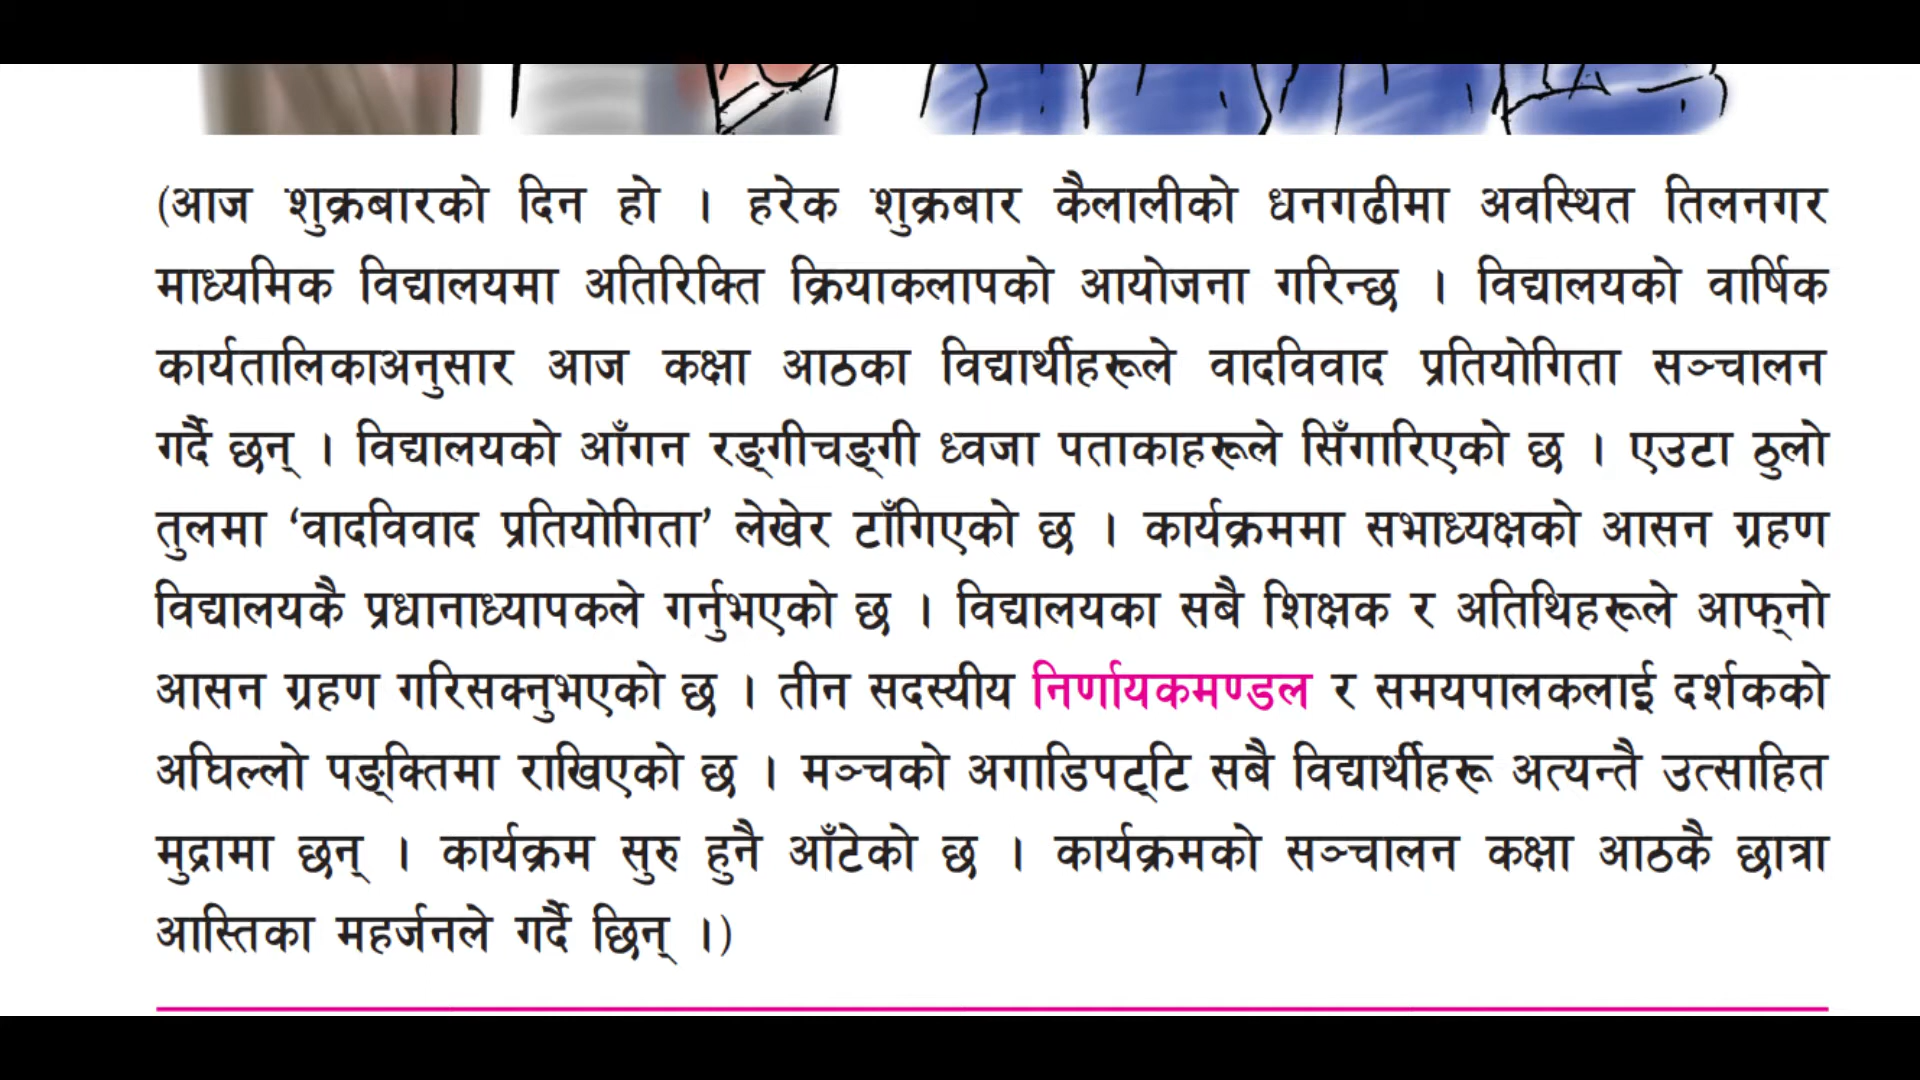 (आज शुक्रबारको दिन हो । हरेक शुक्रबार कैलालीको धनगढीमा अवस्थित तिलनगर
माध्यमिक विद्यालयमा अतिरिक्ति क्रियाकलापको आयोजना गरिन्छ । विद्यालयको वार्षिक
कार्यतालिकाअनुसार आज कक्षा आठका विद्यार्थीहरूले वादविवाद प्रतियोगिता सञ्चालन
गर्दै छन् । विद्यालयको आँगन रङ्गीचङ्गी ध्वजा पताकाहरूले सिँगारिएको छ । एउटा ठुलो
तुलमा ‘वादविवाद प्रतियोगिता’ लेखेर टाँगिएको छ । कार्यक्रममा सभाध्यक्षको आसन ग्रहण
विद्यालयकै प्रधानाध्यापकले गर्नुभएको छ । विद्यालयका सबै शिक्षक र अतिथिहरूले आफ्‌नो
आसन ग्रहण गरिसक्नुभएको छ । तीन सदस्यीय निर्णायकमण्डल र समयपालकलाई दर्शकको
अघिल्लो पङ्क्तिमा राखिएको छ । मञ्चको अगाडिपट्टि सबै विद्यार्थीहरू अत्यन्तै उत्साहित
मुद्रामा छन् । कार्यक्रम सुरु हुनै आँटेको छ । कार्यक्रमको सञ्चालन कक्षा आठकै छात्रा
आस्तिका महर्जनले गर्दै छिन् ।)